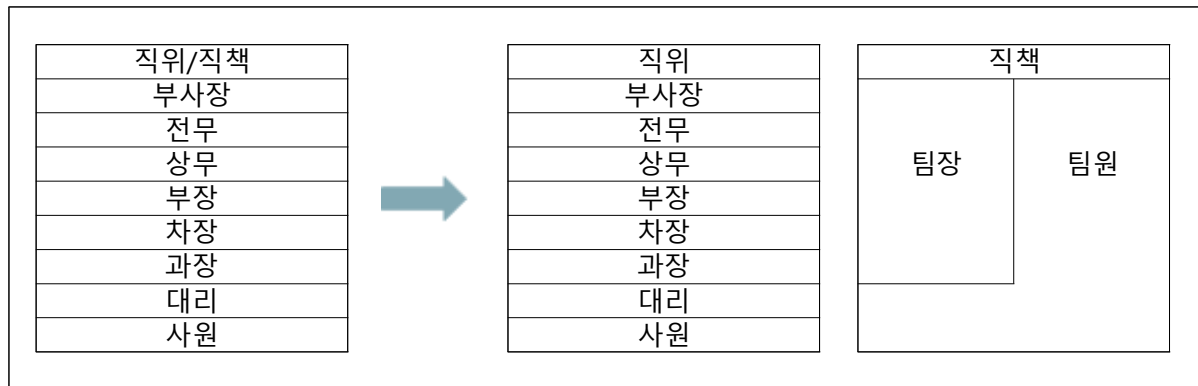 직위/직책
부사장
전무
상무
부장
차장
과장
대리
사원
직위
부사장
전무
상무
부장
차장
과장
대리
사원
직책
팀장 팀원